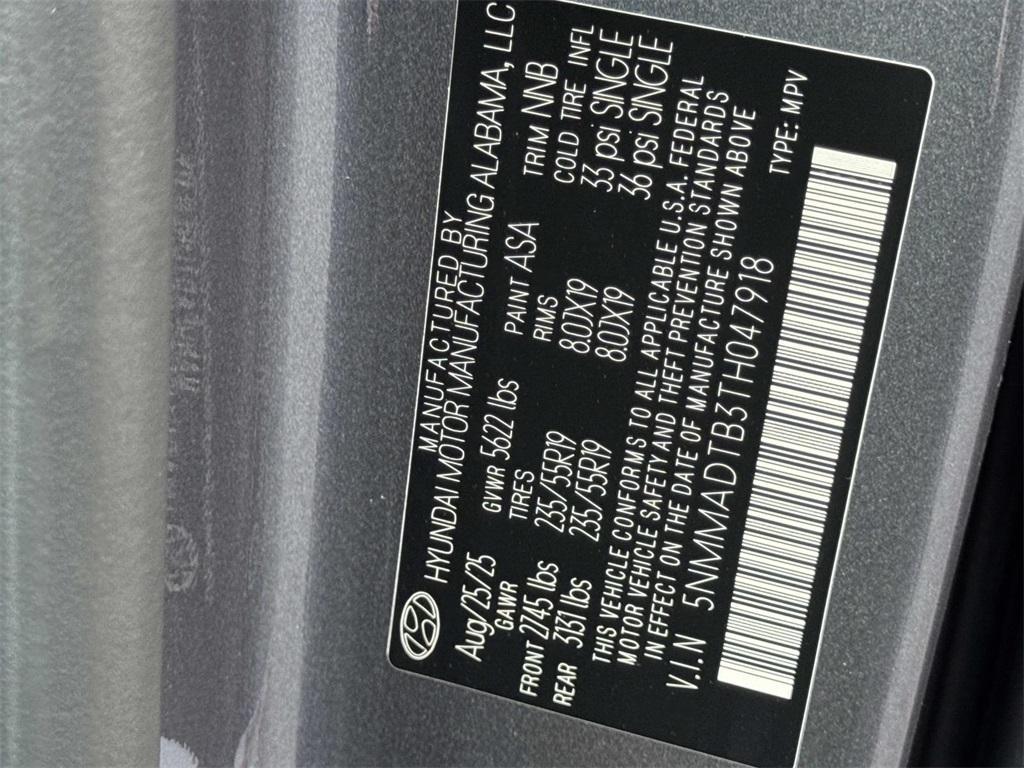 MANUFACTURED BY
HYUNDAI MOTOR MANUFACTURING ALABAMA, LLC
Aug/25/25 GVWR 5622 lbs PAINT ASA TRIM NNB
GAWR TIRES RIMS COLD TIRE INFL
FRONT 2745 lbs 235/55R19 8.0JX19 33 psi SINGLE
REAR 3131 lbs 235/55R19 8.0JX19 36 psi SINGLE
THIS VEHICLE CONFORMS TO ALL APPLICABLE U.S.A. FEDERAL
MOTOR VEHICLE SAFETY AND THEFT PREVENTION STANDARDS
IN EFFECT ON THE DATE OF MANUFACTURE SHOWN ABOVE
V.I.N 5NMMADTB3TH047918 TYPE: MPV